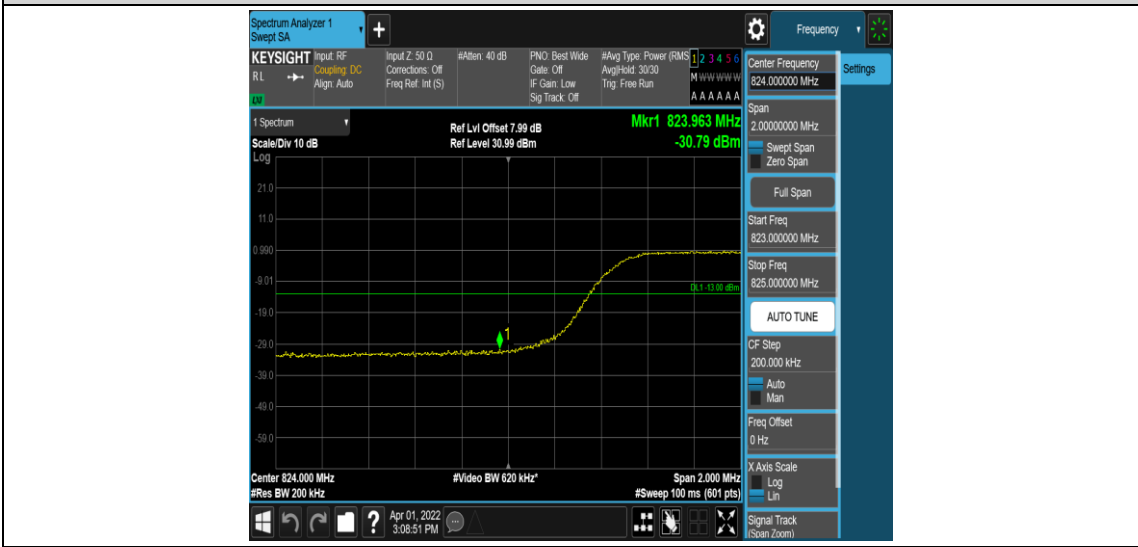 Spectrum Analyzer 1
Swept SA
+
Frequency
KEYSIGHT
RL
LXI
Input: RF
Coupling: DC
Align: Auto
Input Z: 50 Ω
Corrections: Off
Freq Ref: Int (S)
#Atten: 40 dB
PNO: Best Wide
Gate: Off
IF Gain: Low
Sig Track: Off
#Avg Type: Power (RMS
Avg|Hold: 30/30
Trig: Free Run
1 2 3 4 5 6
M W W W W W
A A A A A A
1 Spectrum
Scale/Div 10 dB
Ref Lvl Offset 7.99 dB
Ref Level 30.99 dBm
Mkr1 823.963 MHz
-30.79 dBm
Log
21.0
11.0
0.990
-9.01
DL1 -13.00 dBm
-19.0
1
-29.0
-39.0
-49.0
-59.0
Center 824.000 MHz
#Res BW 200 kHz
#Video BW 620 kHz*
Span 2.000 MHz
#Sweep 100 ms (601 pts)
?
Apr 01, 2022
3:08:51 PM
Center Frequency
824.000000 MHz
Settings
Span
2.00000000 MHz
Swept Span
Zero Span
Full Span
Start Freq
823.000000 MHz
Stop Freq
825.000000 MHz
AUTO TUNE
CF Step
200.000 kHz
Auto
Man
Freq Offset
0 Hz
X Axis Scale
Log
Lin
Signal Track
(Span Zoom)